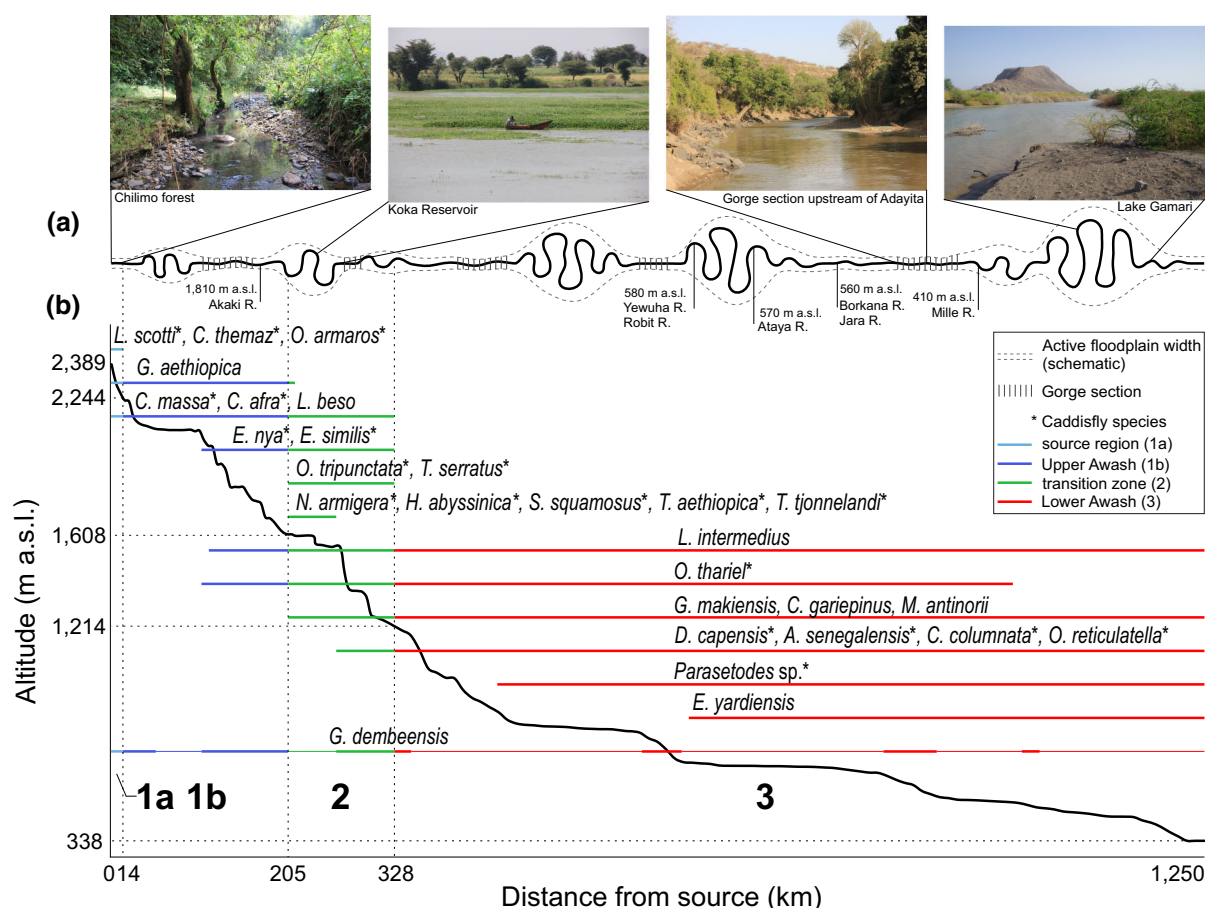 Chilimo forest
Koka Reservoir
Gorge section upstream of Adayita
Lake Gamari
(a)
1,810 m a.s.l.
Akaki R.
580 m a.s.l.
Yewuha R.
Robit R.
570 m a.s.l.
Ataya R.
560 m a.s.l.
Borkana R.
Jara R.
410 m a.s.l.
Mille R.
(b)
Active floodplain width
(schematic)
Gorge section
* Caddisfly species
source region (1a)
Upper Awash (1b)
transition zone (2)
Lower Awash (3)
L. scotti*, C. themaz*, O. armaros*
G. aethiopica
C. massa*, C. afra*, L. beso
E. nya*, E. similis*
O. tripunctata*, T. serratus*
N. armigera*, H. abyssinica*, S. squamosus*, T. aethiopica*, T. tjonnelandi*
L. intermedius
O. thariel*
G. makiensis, C. gariepinus, M. antinorii
D. capensis*, A. senegalensis*, C. columnata*, O. reticulatella*
Parasetodes sp.*
E. yardiensis
G. dembeensis
1a 1b 2 3
Altitude (m a.s.l.)
2,389
2,244
1,608
1,214
338
0 14 205 328 1,250
Distance from source (km)